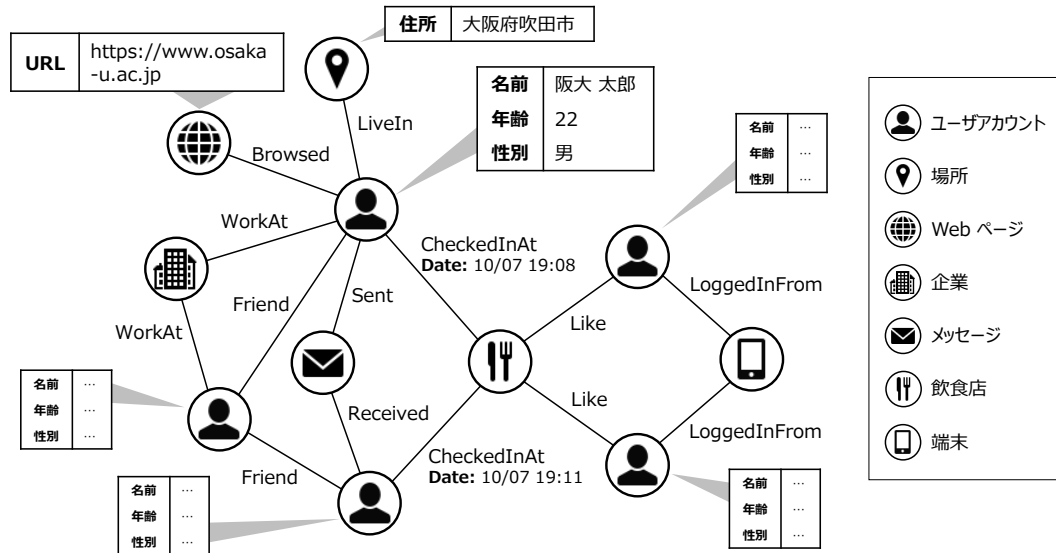 住所 大阪府吹田市
URL https://www.osaka
-u.ac.jp
名前 阪大 太郎
年齢 22
性別 男
LiveIn
Browsed
WorkAt
CheckedInAt
Date: 10/07 19:08
Friend
Sent
WorkAt
Like
LoggedInFrom
名前 …
年齢 …
性別 …
名前 …
年齢 …
性別 …
Received
Like
LoggedInFrom
Friend
CheckedInAt
Date: 10/07 19:11
名前 …
年齢 …
性別 …
名前 …
年齢 …
性別 …
ユーザアカウント
場所
Web ページ
企業
メッセージ
飲食店
端末